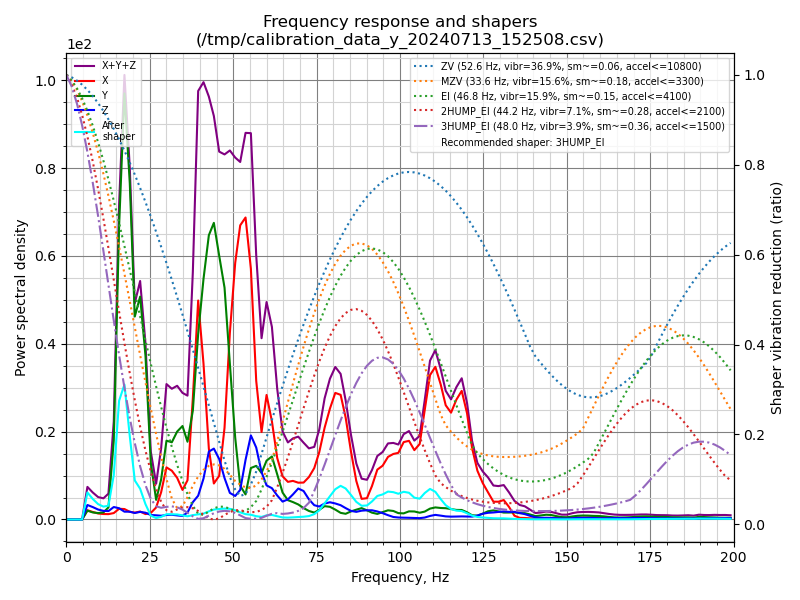 Frequency response and shapers
(/tmp/calibration_data_y_20240713_152508.csv)
1e2
X+Y+Z
X
Y
Z
After
shaper
ZV (52.6 Hz, vibr=36.9%, sm~=0.06, accel<=10800)
MZV (33.6 Hz, vibr=15.6%, sm~=0.18, accel<=3300)
EI (46.8 Hz, vibr=15.9%, sm~=0.15, accel<=4100)
2HUMP_EI (44.2 Hz, vibr=7.1%, sm~=0.28, accel<=2100)
3HUMP_EI (48.0 Hz, vibr=3.9%, sm~=0.36, accel<=1500)
Recommended shaper: 3HUMP_EI
Power spectral density
1.0
0.8
0.6
0.4
0.2
0.0
Shaper vibration reduction (ratio)
1.0
0.8
0.6
0.4
0.2
0.0
0 25 50 75 100 125 150 175 200
Frequency, Hz